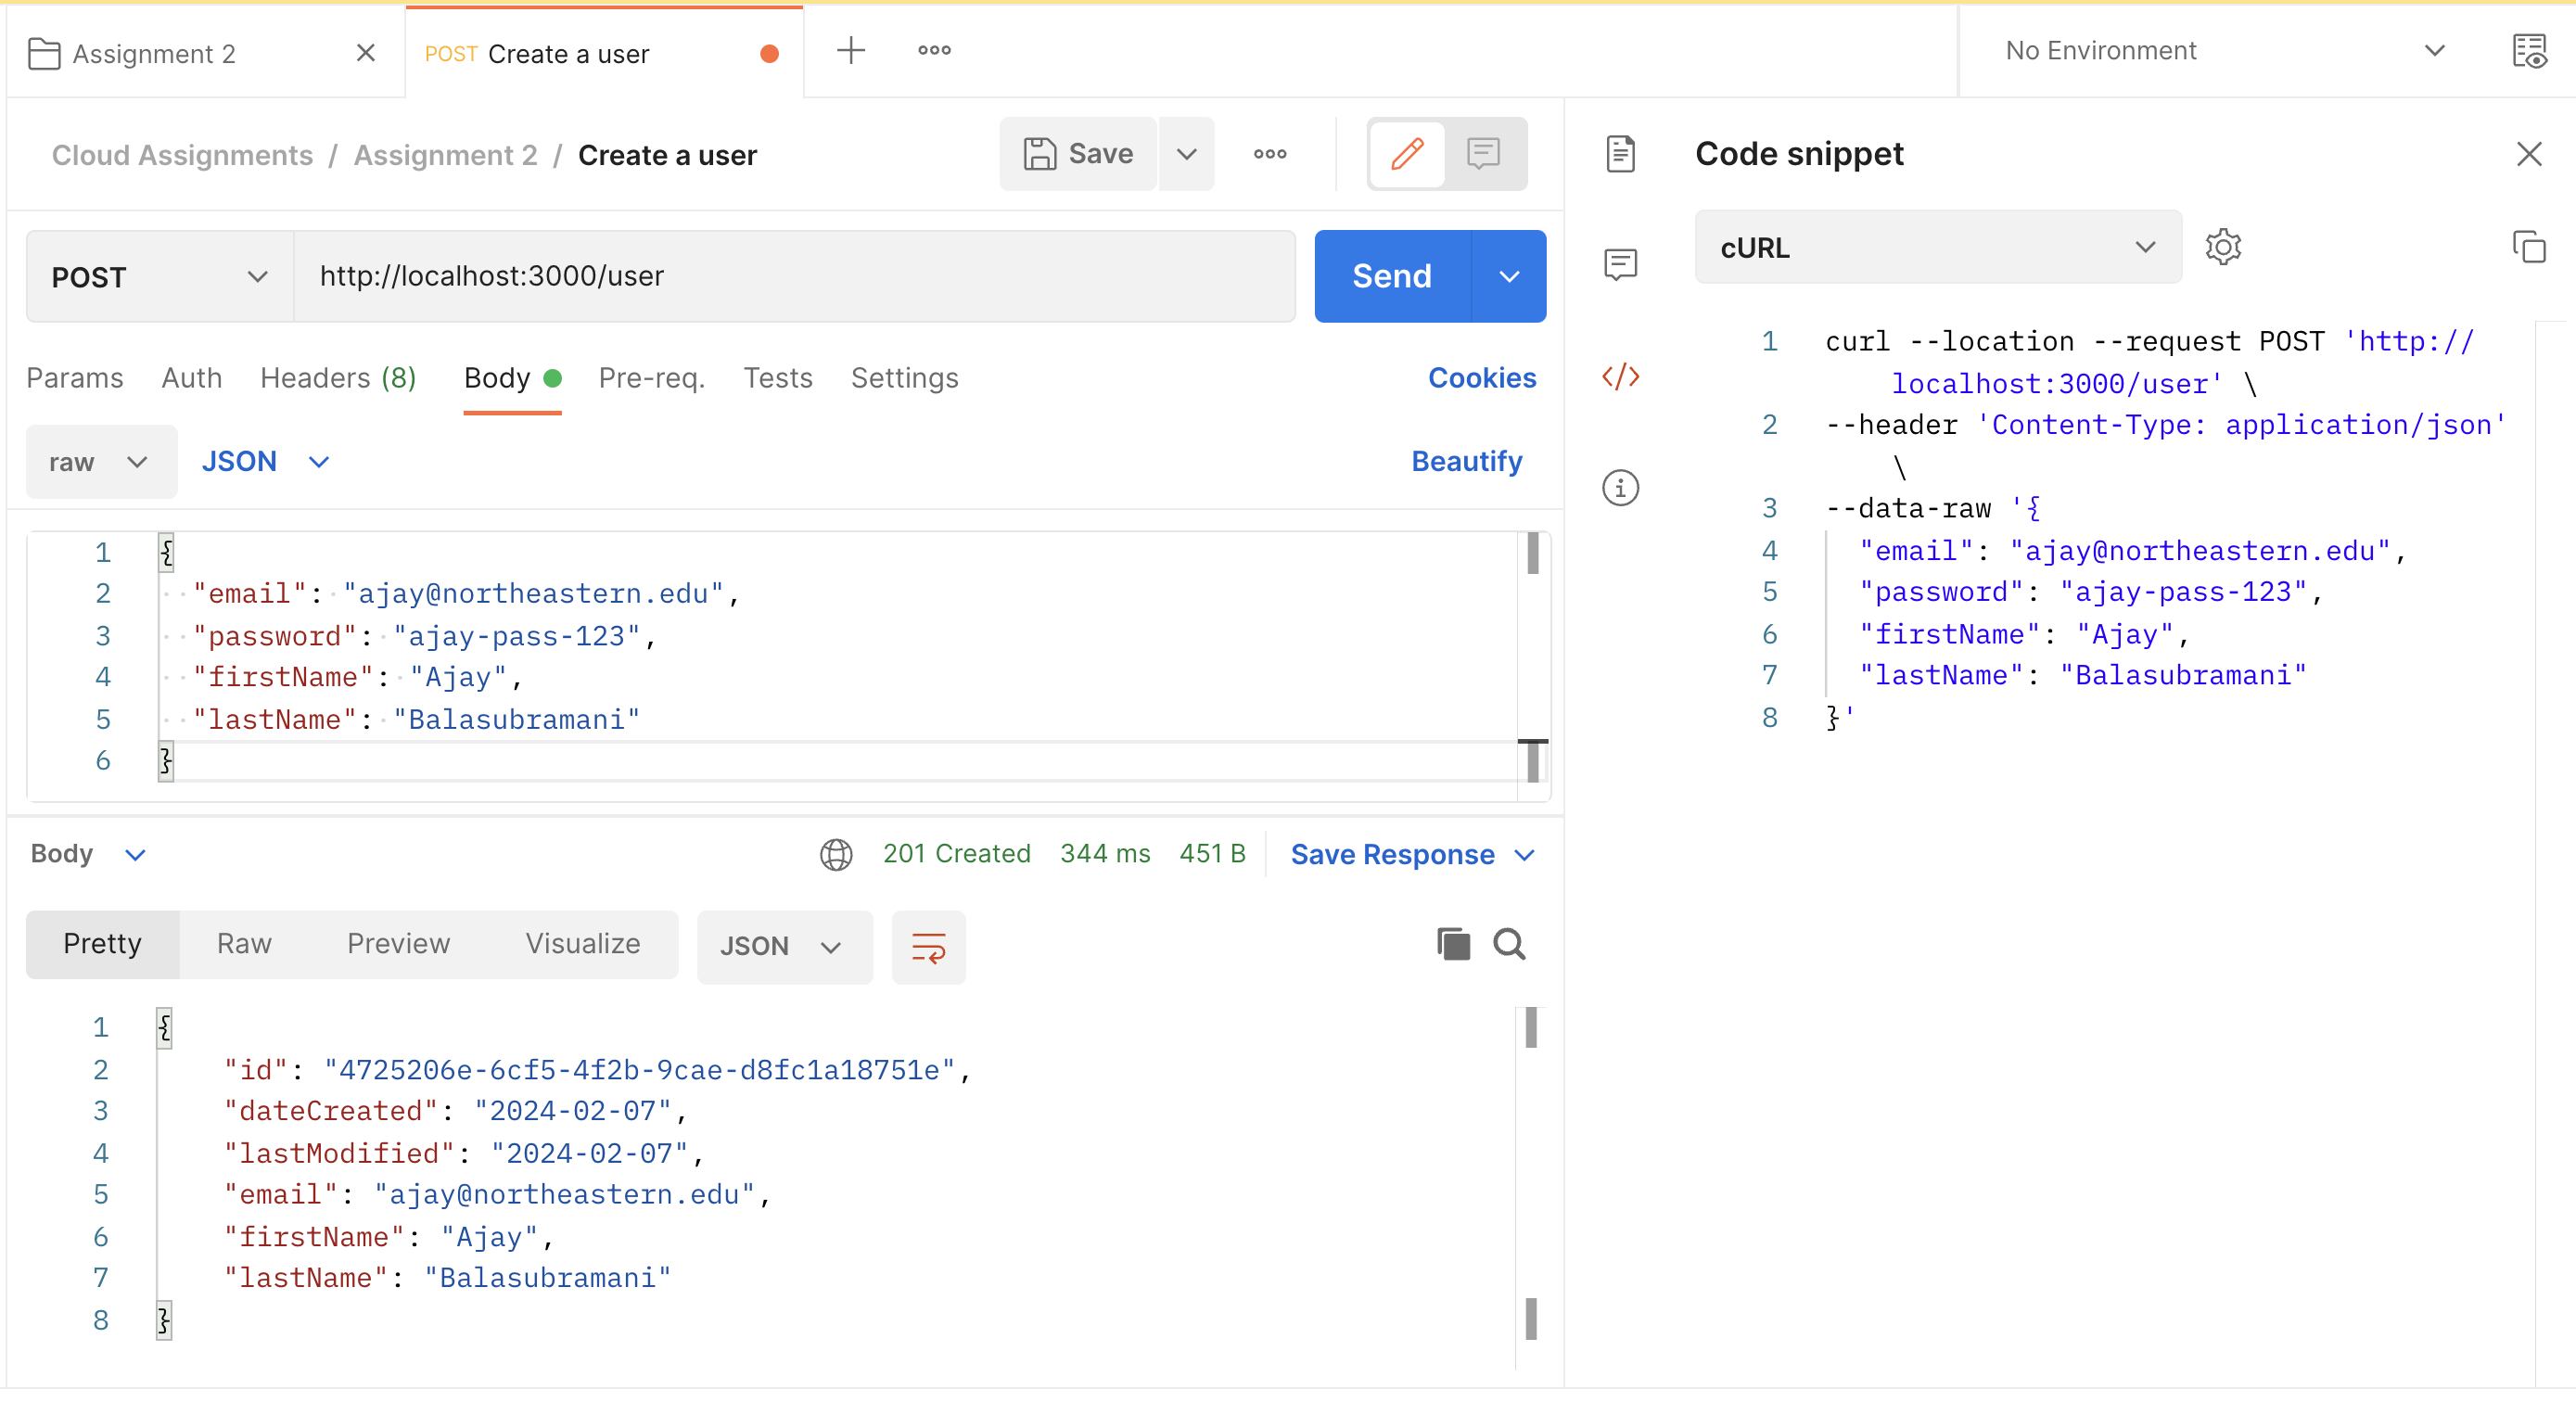 Assignment 2
POST Create a user
No Environment
Cloud Assignments / Assignment 2 / Create a user
Save
POST
http://localhost:3000/user
Send
Params Auth Headers (8) Body Pre-req. Tests Settings
Cookies
raw JSON
Beautify
1 {
2 "email": "ajay@northeastern.edu",
3 "password": "ajay-pass-123",
4 "firstName": "Ajay",
5 "lastName": "Balasubramani"
6 }
Body
201 Created 344 ms 451 B
Save Response
Pretty Raw Preview Visualize JSON
1 {
2 "id": "4725206e-6cf5-4f2b-9cae-d8fc1a18751e",
3 "dateCreated": "2024-02-07",
4 "lastModified": "2024-02-07",
5 "email": "ajay@northeastern.edu",
6 "firstName": "Ajay",
7 "lastName": "Balasubramani"
8 }
Code snippet
cURL
1 curl --location --request POST 'http://
localhost:3000/user' \
2 --header 'Content-Type: application/json'
\
3 --data-raw '{
4 "email": "ajay@northeastern.edu",
5 "password": "ajay-pass-123",
6 "firstName": "Ajay",
7 "lastName": "Balasubramani"
8 }'